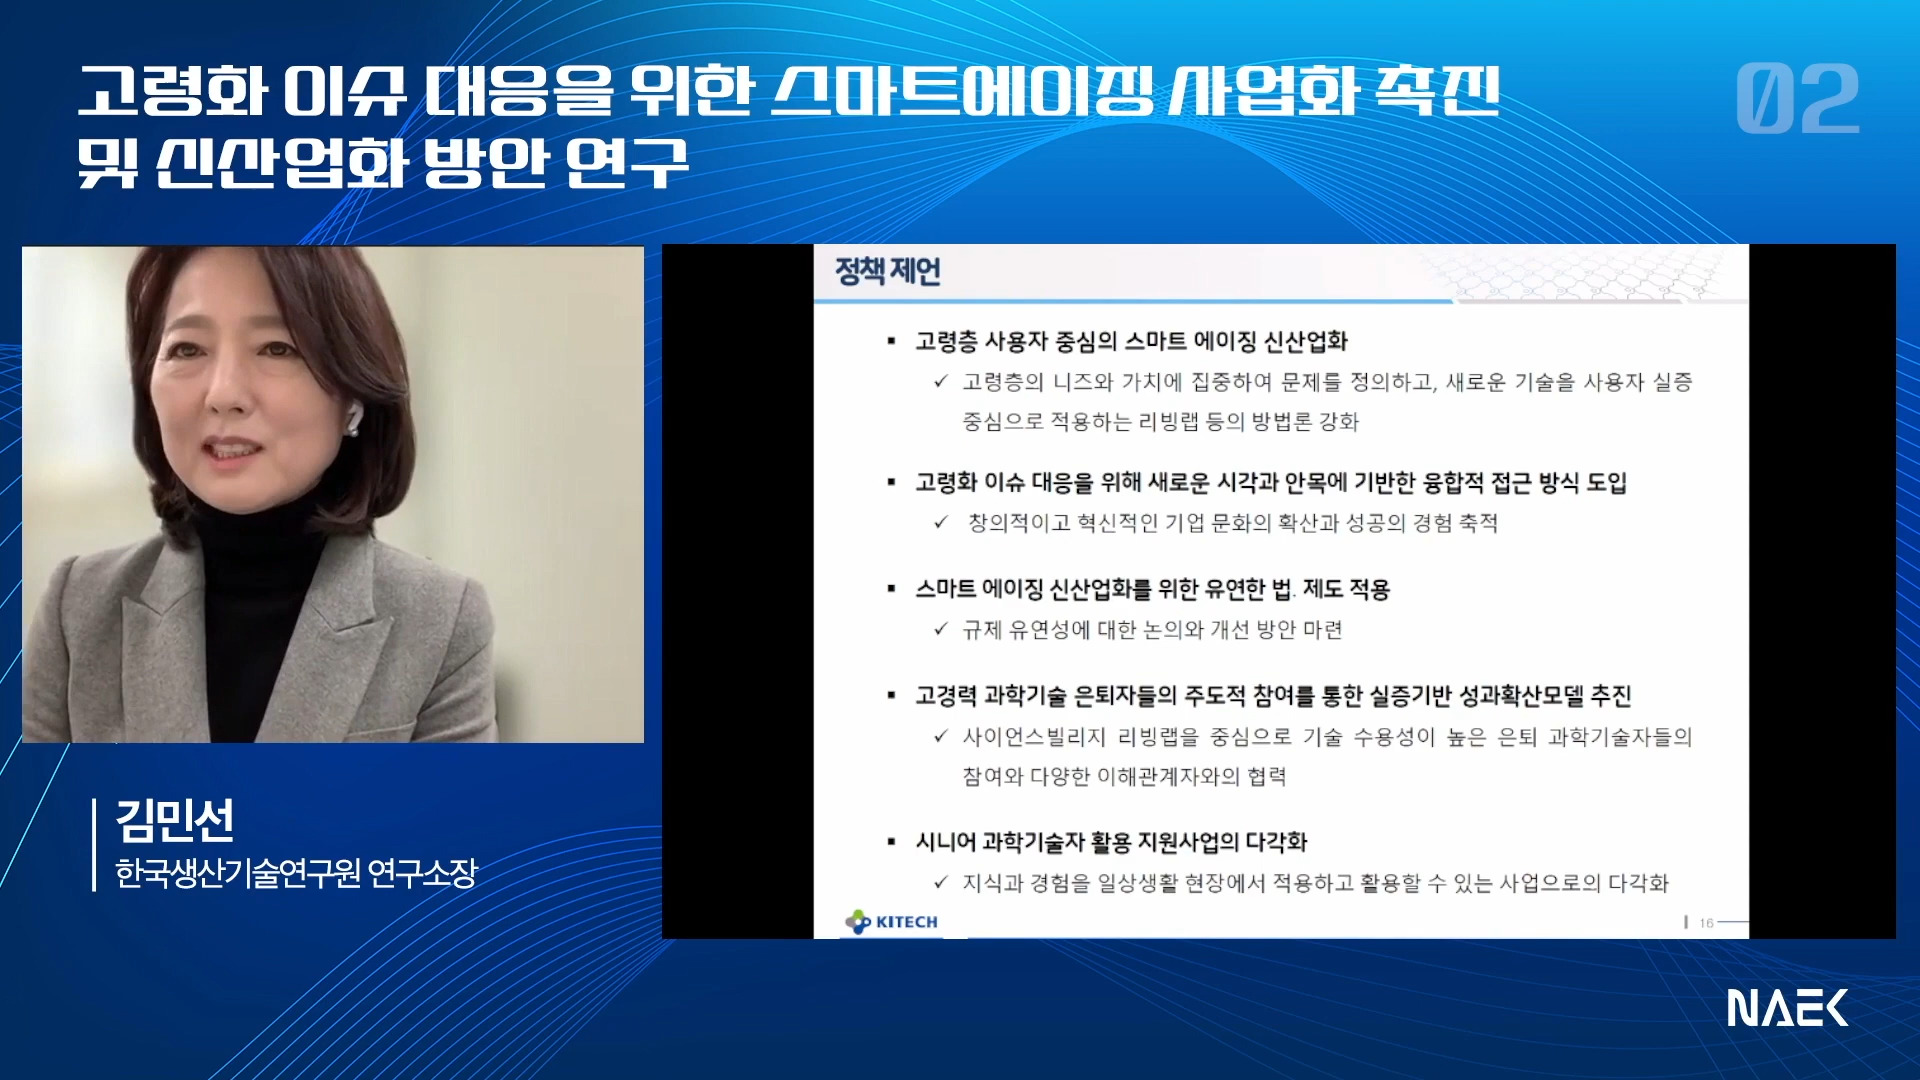 고령화 이슈 대응을 위한 스마트에이징 사업화 촉진
및 신산업화 방안 연구
02
정책 제언
▪ 고령층 사용자 중심의 스마트 에이징 신산업화
✓ 고령층의 니즈와 가치에 집중하여 문제를 정의하고, 새로운 기술을 사용자 실증
중심으로 적용하는 리빙랩 등의 방법론 강화
▪ 고령화 이슈 대응을 위해 새로운 시각과 안목에 기반한 융합적 접근 방식 도입
✓ 창의적이고 혁신적인 기업 문화의 확산과 성공의 경험 축적
▪ 스마트 에이징 신산업화를 위한 유연한 법. 제도 적용
✓ 규제 유연성에 대한 논의와 개선 방안 마련
▪ 고경력 과학기술 은퇴자들의 주도적 참여를 통한 실증기반 성과확산모델 추진
✓ 사이언스빌리지 리빙랩을 중심으로 기술 수용성이 높은 은퇴 과학기술자들의
참여와 다양한 이해관계자와의 협력
▪ 시니어 과학기술자 활용 지원사업의 다각화
✓ 지식과 경험을 일상생활 현장에서 적용하고 활용할 수 있는 사업으로의 다각화
KITECH
16
김민선
한국생산기술연구원 연구소장
NAEK